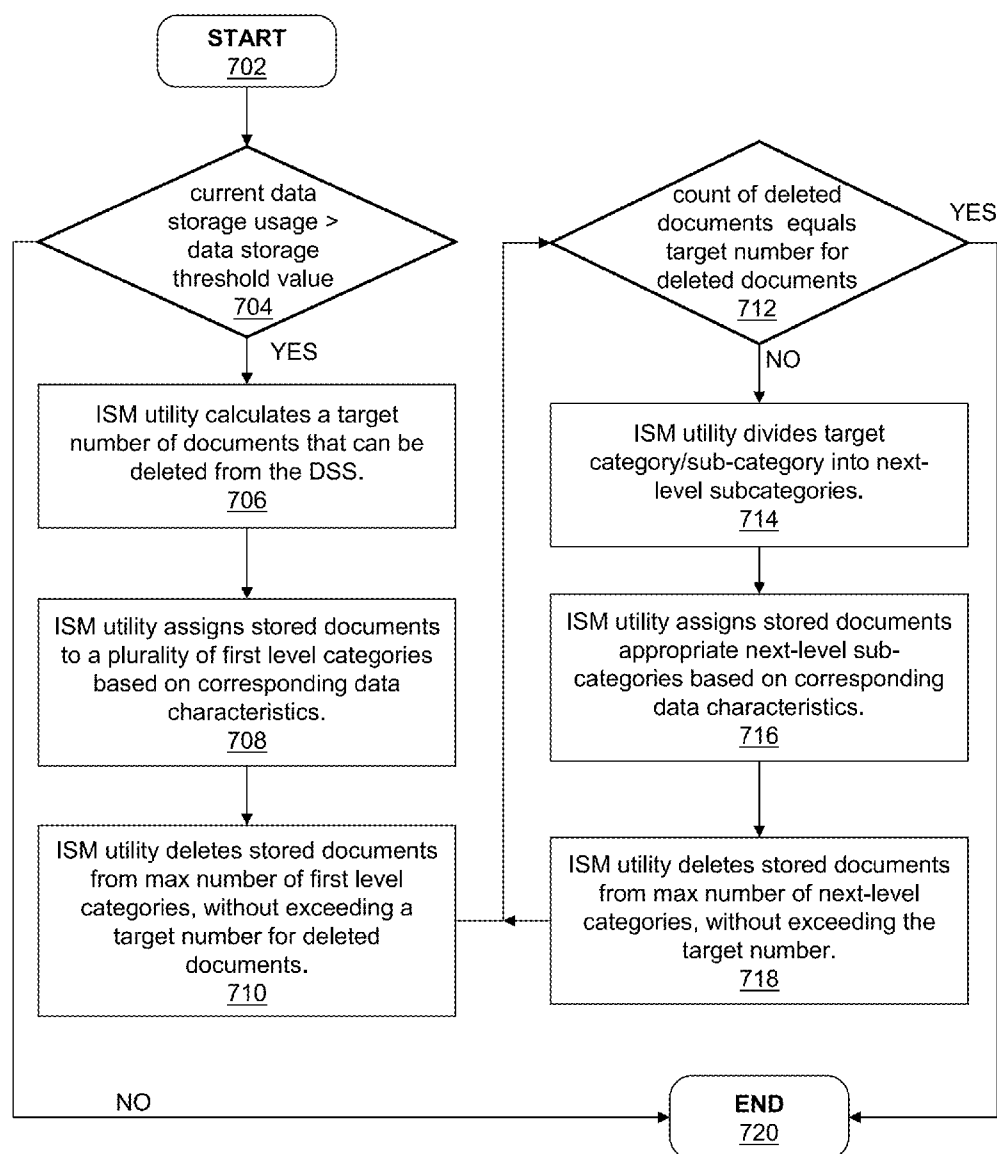 START
702
current data
storage usage >
data storage
threshold value
704
YES
ISM utility calculates a target
number of documents that can be
deleted from the DSS.
706
ISM utility assigns stored documents
to a plurality of first level categories
based on corresponding data
characteristics.
708
ISM utility deletes stored documents
from max number of first level
categories, without exceeding a
target number for deleted
documents.
710
count of deleted
documents equals
target number for
deleted documents
712
YES
NO
ISM utility divides target
category/sub-category into next-
level subcategories.
714
ISM utility assigns stored documents
appropriate next-level sub-
categories based on corresponding
data characteristics.
716
ISM utility deletes stored documents
from max number of next-level
categories, without exceeding the
target number.
718
NO
END
720